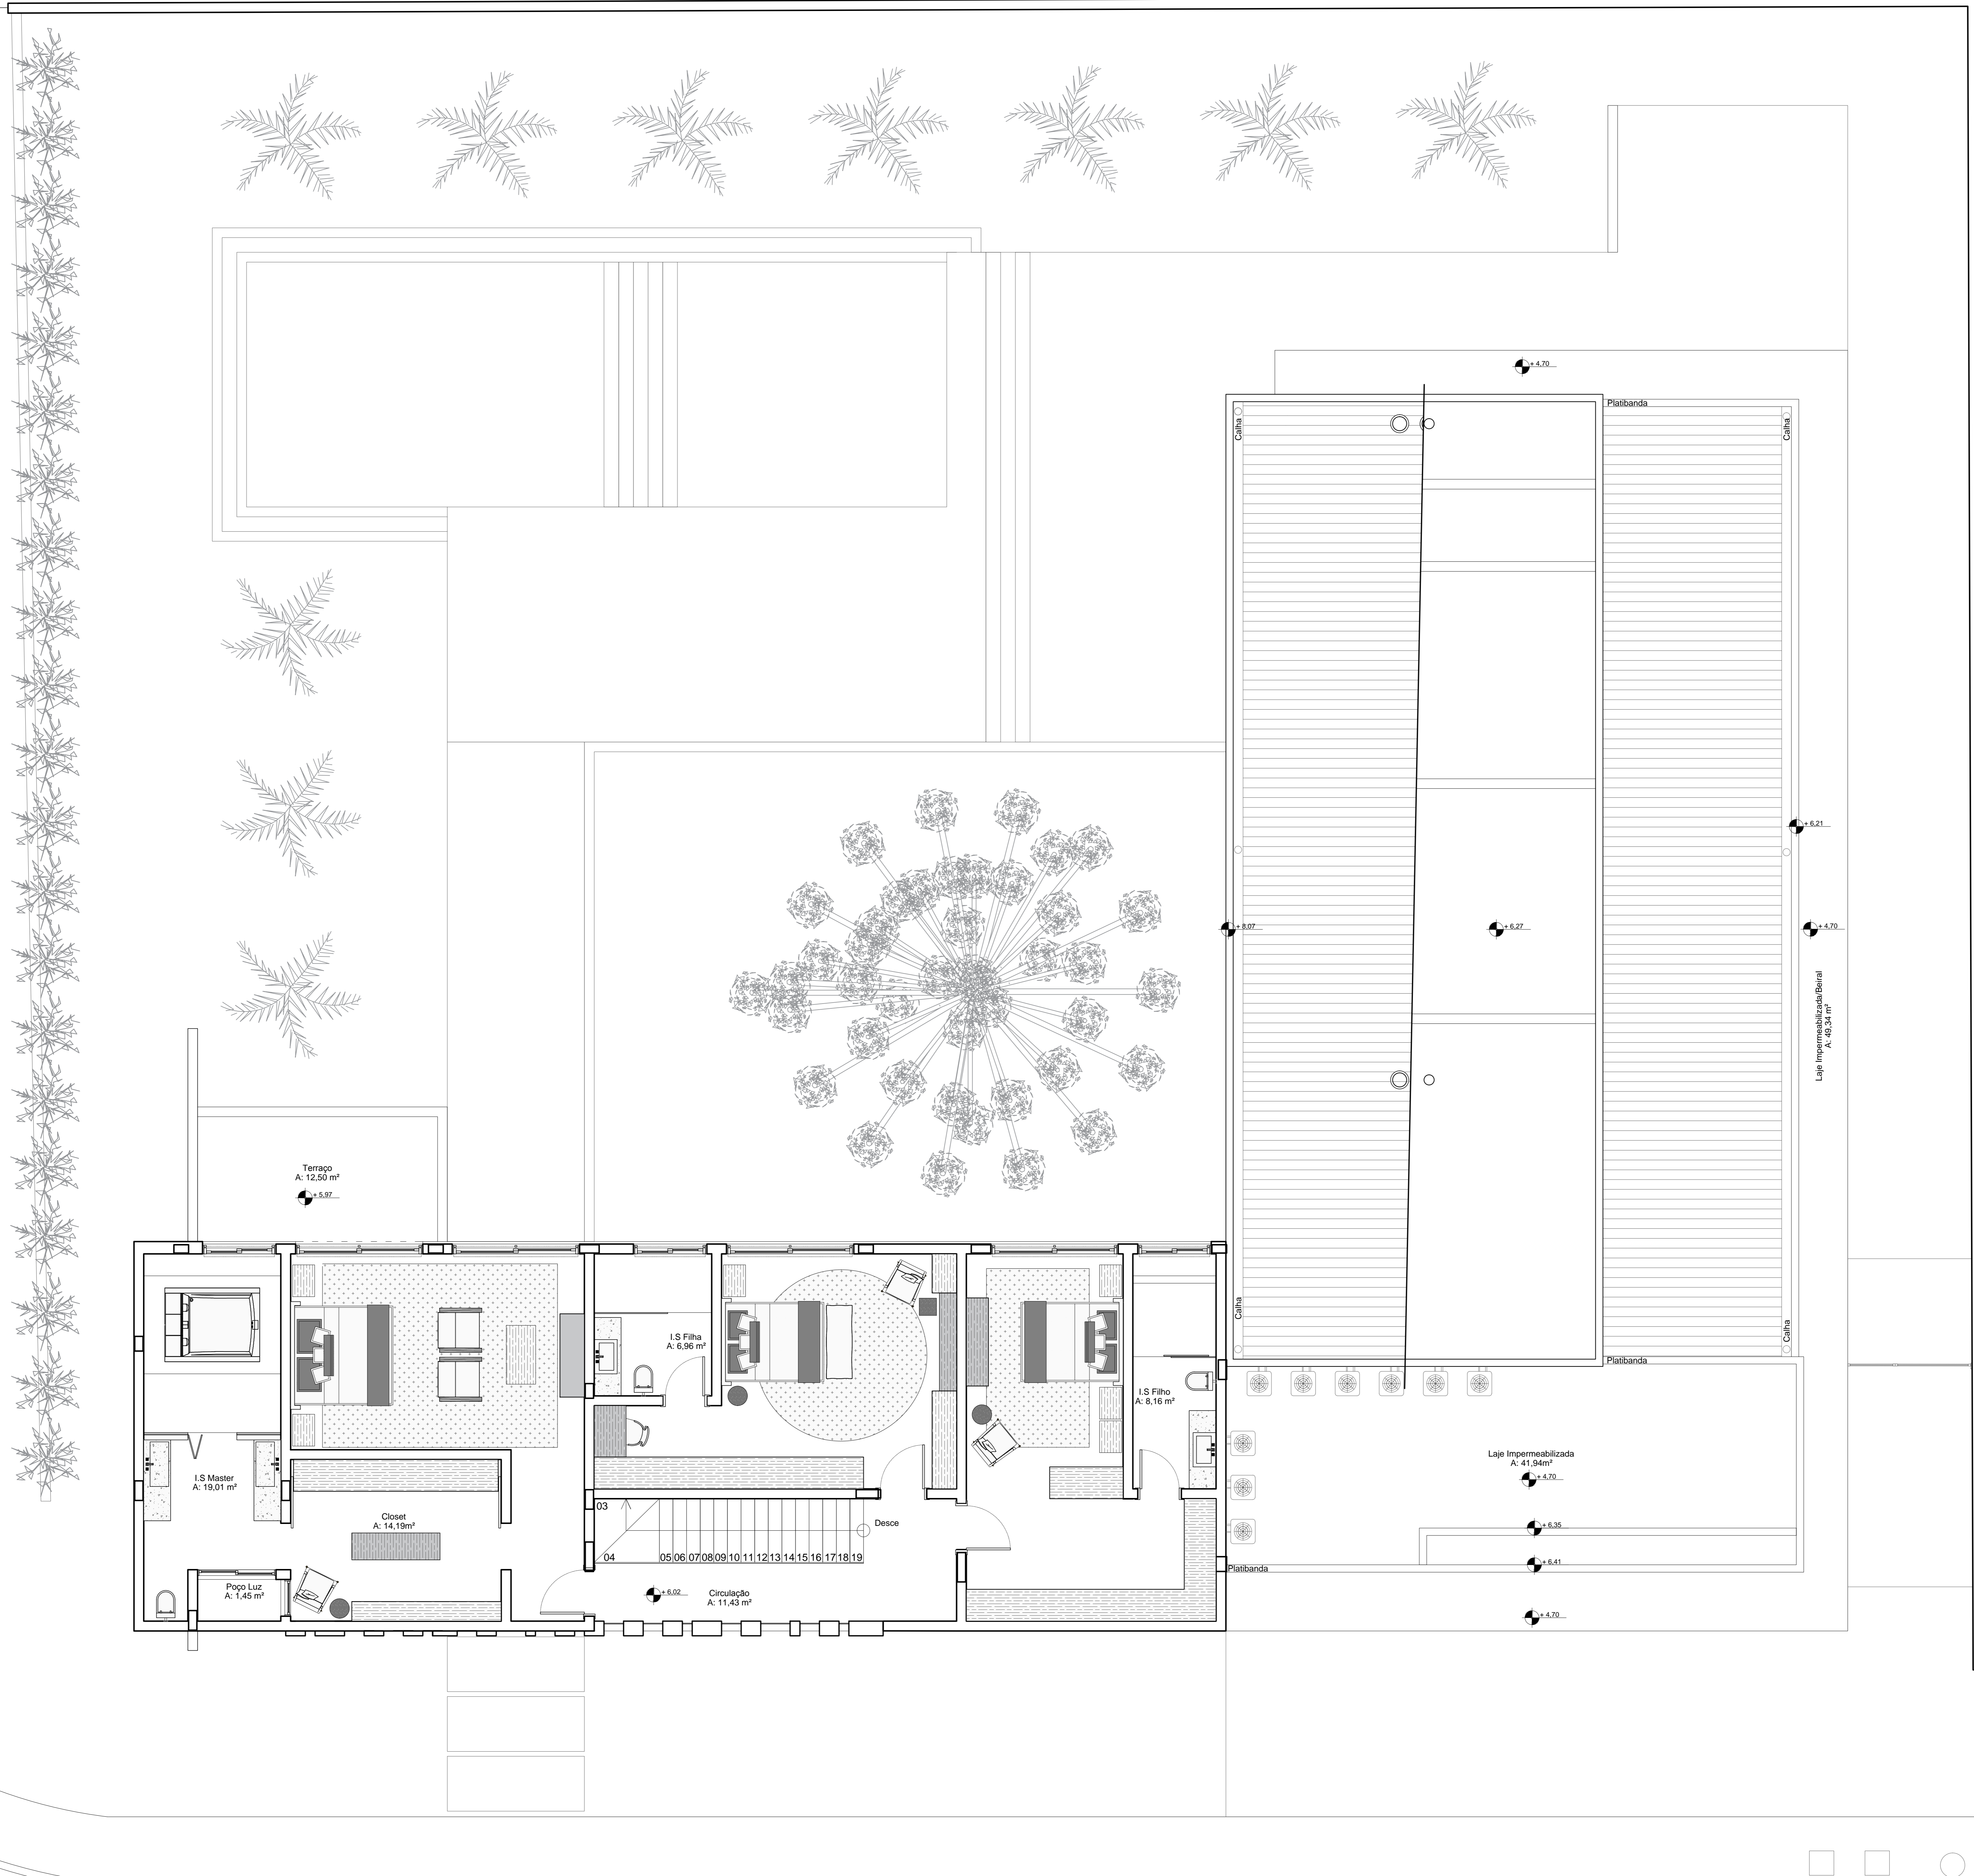 + 4,70
Platibanda
Calha
Calha
+ 6,21
+ 8,07
+ 6,27
+ 4,70
Laje Impermeabilizada/Beiral
A: 49,34 m²
Terraço
A: 12,50 m²
+ 5,97
Calha
Calha
I.S Filha
A: 6,96 m²
Platibanda
I.S Filho
A: 8,16 m²
I.S Master
A: 19,01 m²
Laje Impermeabilizada
A: 41,94m²
+ 4,70
Closet
A: 14,19m²
03
Desce
+ 6,35
04
05 06 07 08 09 10 11 12 13 14 15 16 17 18 19
+ 6,41
Platibanda
Poço Luz
A: 1,45 m²
+ 6,02
Circulação
A: 11,43 m²
+ 4,70